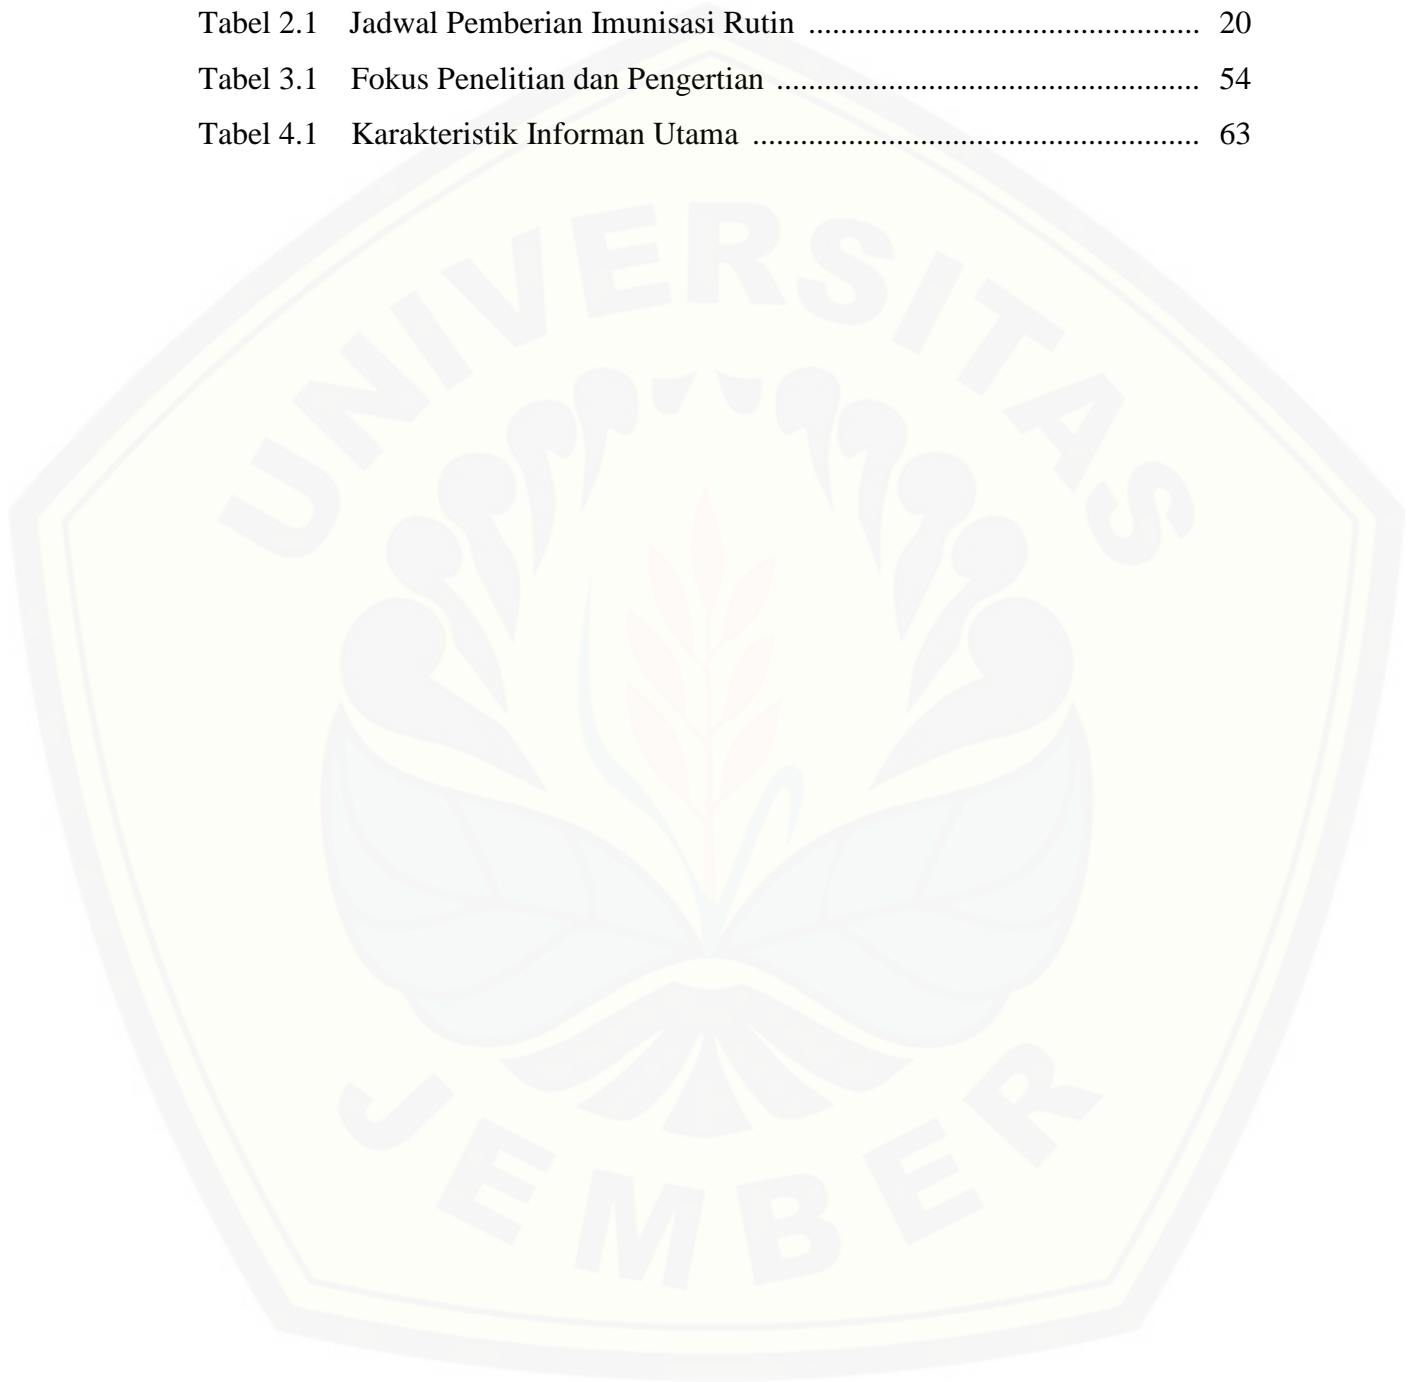 Tabel 2.1 Jadwal Pemberian Imunisasi Rutin ................................................ 20
Tabel 3.1 Fokus Penelitian dan Pengertian .................................................... 54
Tabel 4.1 Karakteristik Informan Utama ....................................................... 63
UNIVERSITAS
JEMBER